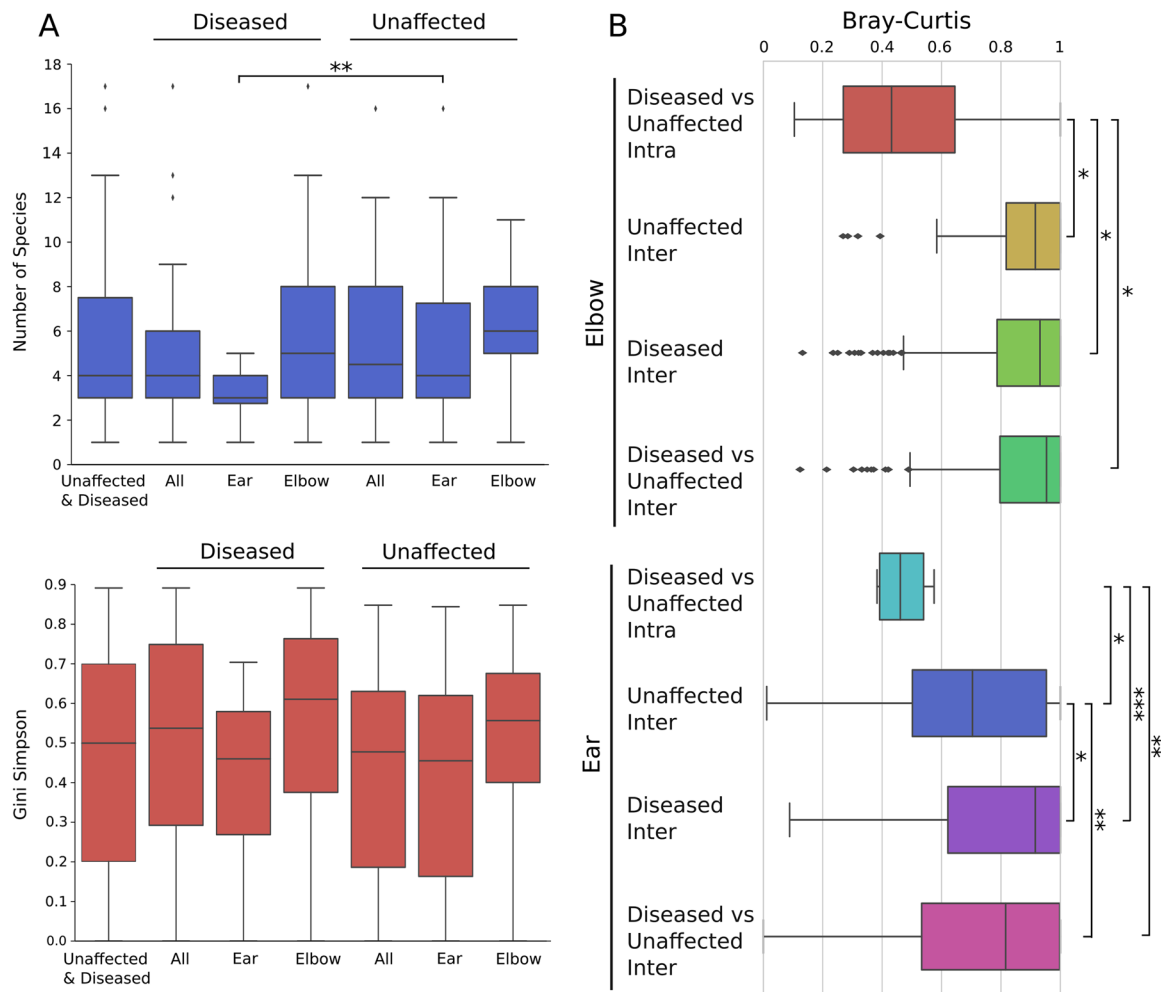 A
Diseased
Unaffected
**
Number of Species
18
16
14
12
10
8
6
4
2
0
Unaffected
& Diseased
All
Ear
Elbow
All
Ear
Elbow
Diseased
Unaffected
Gini Simpson
0.9
0.8
0.7
0.6
0.5
0.4
0.3
0.2
0.1
0.0
Unaffected
& Diseased
All
Ear
Elbow
All
Ear
Elbow
B
Bray-Curtis
0
0.2
0.4
0.6
0.8
1
Elbow
Diseased vs
Unaffected
Intra
Unaffected
Inter
Diseased
Inter
Diseased vs
Unaffected
Inter
*
*
*
Ear
Diseased vs
Unaffected
Intra
Unaffected
Inter
Diseased
Inter
Diseased vs
Unaffected
Inter
*
***
**
*
**